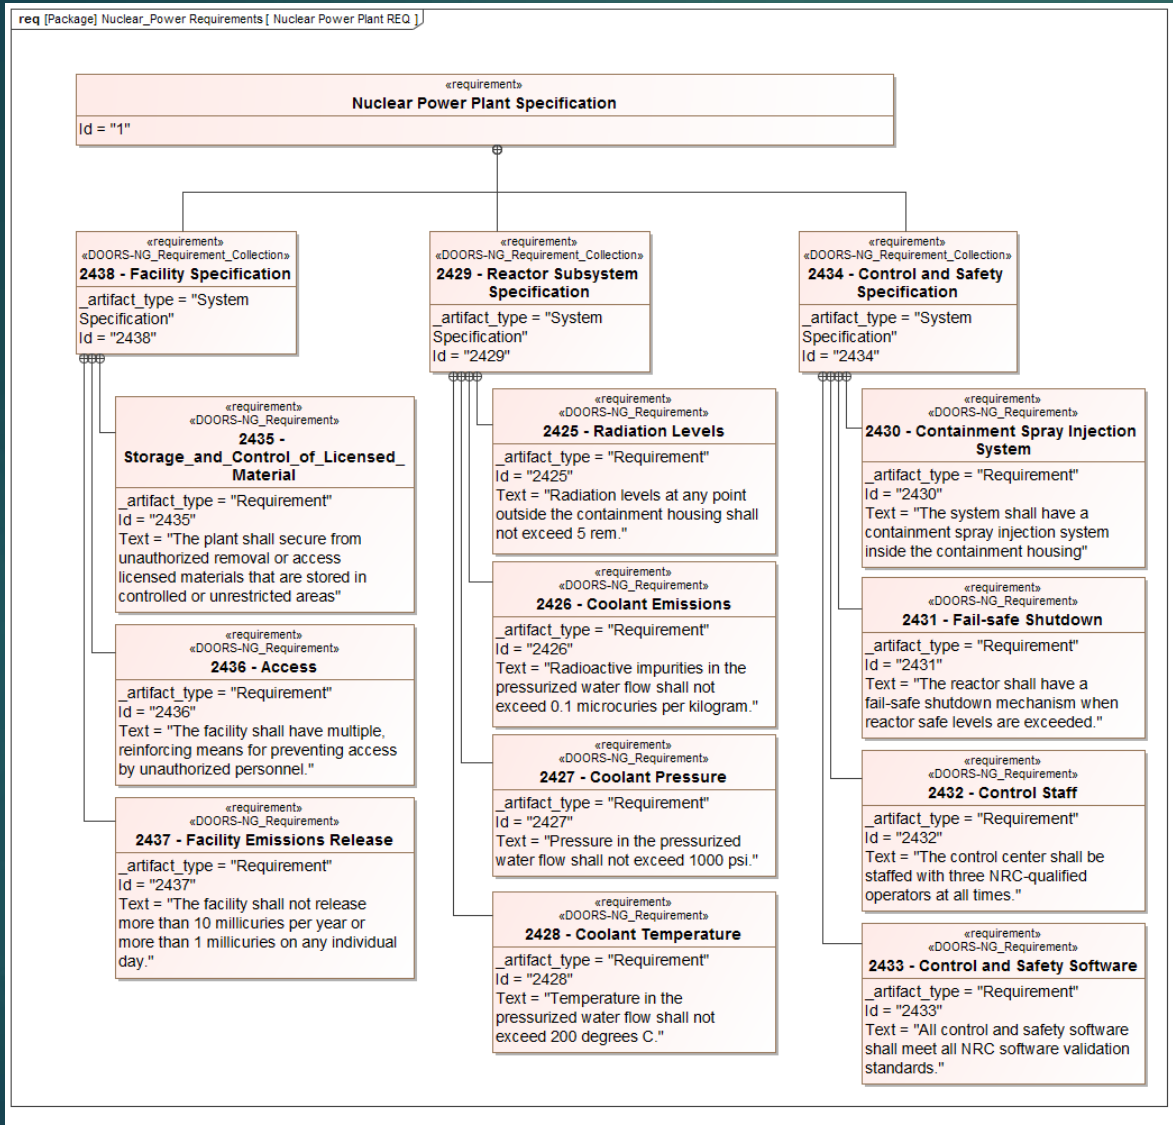 req [Package] Nuclear_Power Requirements [ Nuclear Power Plant REQ ]
«requirement»
Nuclear Power Plant Specification
Id = "1"
«requirement»
«DOORS-NG_Requirement_Collection»
2438 - Facility Specification
_artifact_type = "System
Specification"
Id = "2438"
«requirement»
«DOORS-NG_Requirement»
2435 -
Storage_and_Control_of_Licensed_
Material
_artifact_type = "Requirement"
Id = "2435"
Text = "The plant shall secure from
unauthorized removal or access
licensed materials that are stored in
controlled or unrestricted areas"
«requirement»
«DOORS-NG_Requirement»
2436 - Access
_artifact_type = "Requirement"
Id = "2436"
Text = "The facility shall have multiple,
reinforcing means for preventing access
by unauthorized personnel."
«requirement»
«DOORS-NG_Requirement»
2437 - Facility Emissions Release
_artifact_type = "Requirement"
Id = "2437"
Text = "The facility shall not release
more than 10 millicuries per year or
more than 1 millicuries on any individual
day."
«requirement»
«DOORS-NG_Requirement_Collection»
2429 - Reactor Subsystem
Specification
_artifact_type = "System
Specification"
Id = "2429"
«requirement»
«DOORS-NG_Requirement»
2425 - Radiation Levels
_artifact_type = "Requirement"
Id = "2425"
Text = "Radiation levels at any point
outside the containment housing shall
not exceed 5 rem."
«requirement»
«DOORS-NG_Requirement»
2426 - Coolant Emissions
_artifact_type = "Requirement"
Id = "2426"
Text = "Radioactive impurities in the
pressurized water flow shall not
exceed 0.1 microcuries per kilogram."
«requirement»
«DOORS-NG_Requirement»
2427 - Coolant Pressure
_artifact_type = "Requirement"
Id = "2427"
Text = "Pressure in the pressurized
water flow shall not exceed 1000 psi."
«requirement»
«DOORS-NG_Requirement»
2428 - Coolant Temperature
_artifact_type = "Requirement"
Id = "2428"
Text = "Temperature in the
pressurized water flow shall not
exceed 200 degrees C."
«requirement»
«DOORS-NG_Requirement_Collection»
2434 - Control and Safety
Specification
_artifact_type = "System
Specification"
Id = "2434"
«requirement»
«DOORS-NG_Requirement»
2430 - Containment Spray Injection
System
_artifact_type = "Requirement"
Id = "2430"
Text = "The system shall have a
containment spray injection system
inside the containment housing"
«requirement»
«DOORS-NG_Requirement»
2431 - Fail-safe Shutdown
_artifact_type = "Requirement"
Id = "2431"
Text = "The reactor shall have a
fail-safe shutdown mechanism when
reactor safe levels are exceeded."
«requirement»
«DOORS-NG_Requirement»
2432 - Control Staff
_artifact_type = "Requirement"
Id = "2432"
Text = "The control center shall be
staffed with three NRC-qualified
operators at all times."
«requirement»
«DOORS-NG_Requirement»
2433 - Control and Safety Software
_artifact_type = "Requirement"
Id = "2433"
Text = "All control and safety software
shall meet all NRC software validation
standards."